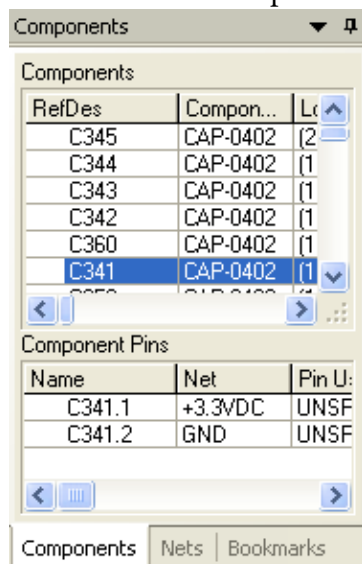 Components
Components
RefDes Compon... Lo
C345 CAP-0402 (2
C344 CAP-0402 (1
C343 CAP-0402 (1
C342 CAP-0402 (1
C360 CAP-0402 (1
C341 CAP-0402 (1
Component Pins
Name Net Pin U:
C341.1 +3.3VDC UNSF
C341.2 GND UNSF
Components Nets Bookmarks